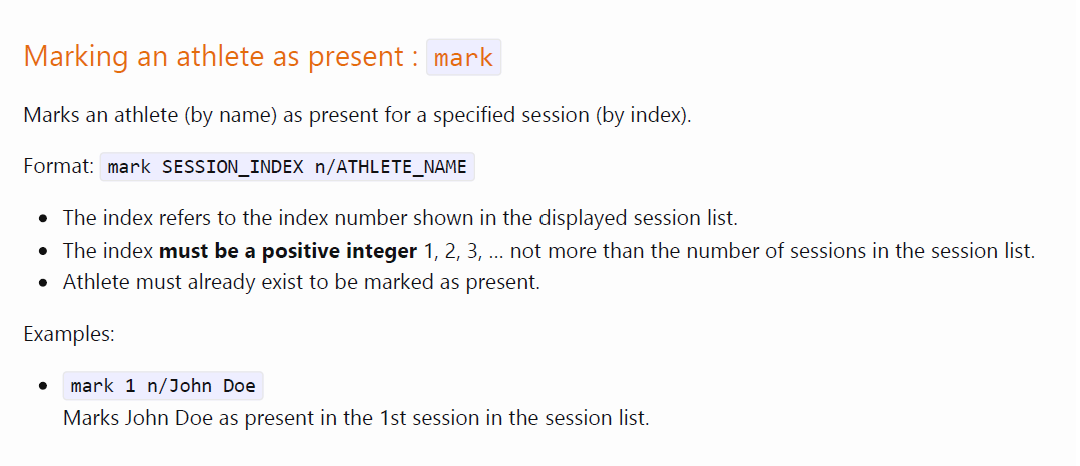 Marking an athlete as present : mark
Marks an athlete (by name) as present for a specified session (by index).
Format: mark SESSION_INDEX n/ATHLETE_NAME
• The index refers to the index number shown in the displayed session list.
• The index must be a positive integer 1, 2, 3, … not more than the number of sessions in the session list.
• Athlete must already exist to be marked as present.
Examples:
• mark 1 n/John Doe
Marks John Doe as present in the 1st session in the session list.